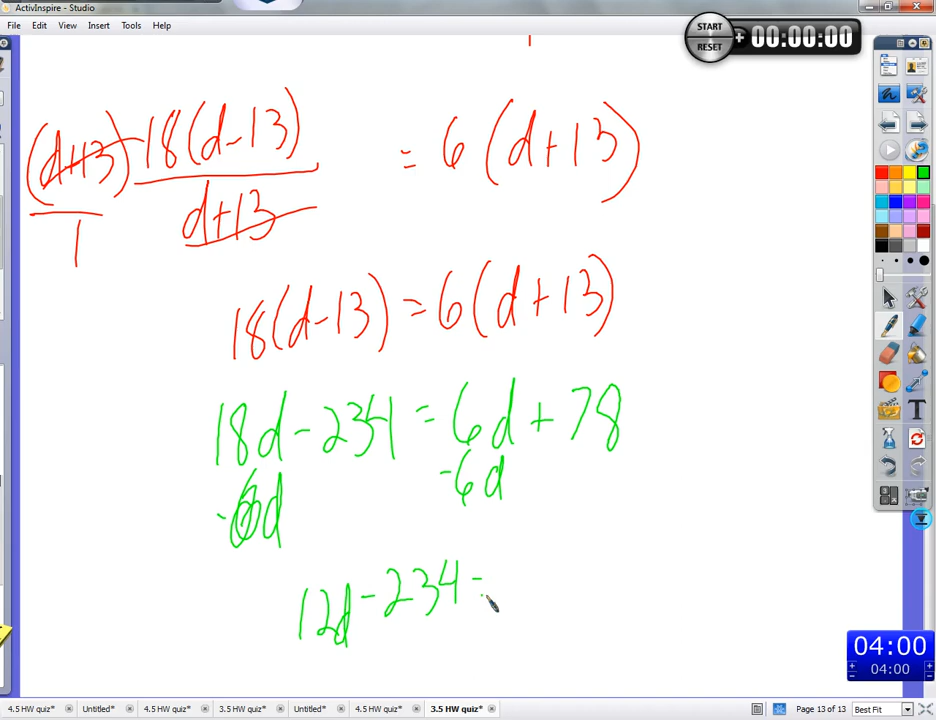 ActivInspire - Studio
File Edit View Insert Tools Help
START
RESET
+ 00:00:00
(d+13) 18(d-13) = 6(d+13)
1 d+13
18(d-13) = 6(d+13)
18d - 234 = 6d + 78
-6d -6d
12d - 234 =
04:00
04:00
4.5 HW quiz* Untitled* 4.5 HW quiz* 3.5 HW quiz* Untitled* 4.5 HW quiz* 3.5 HW quiz* Page 13 of 13 Best Fit